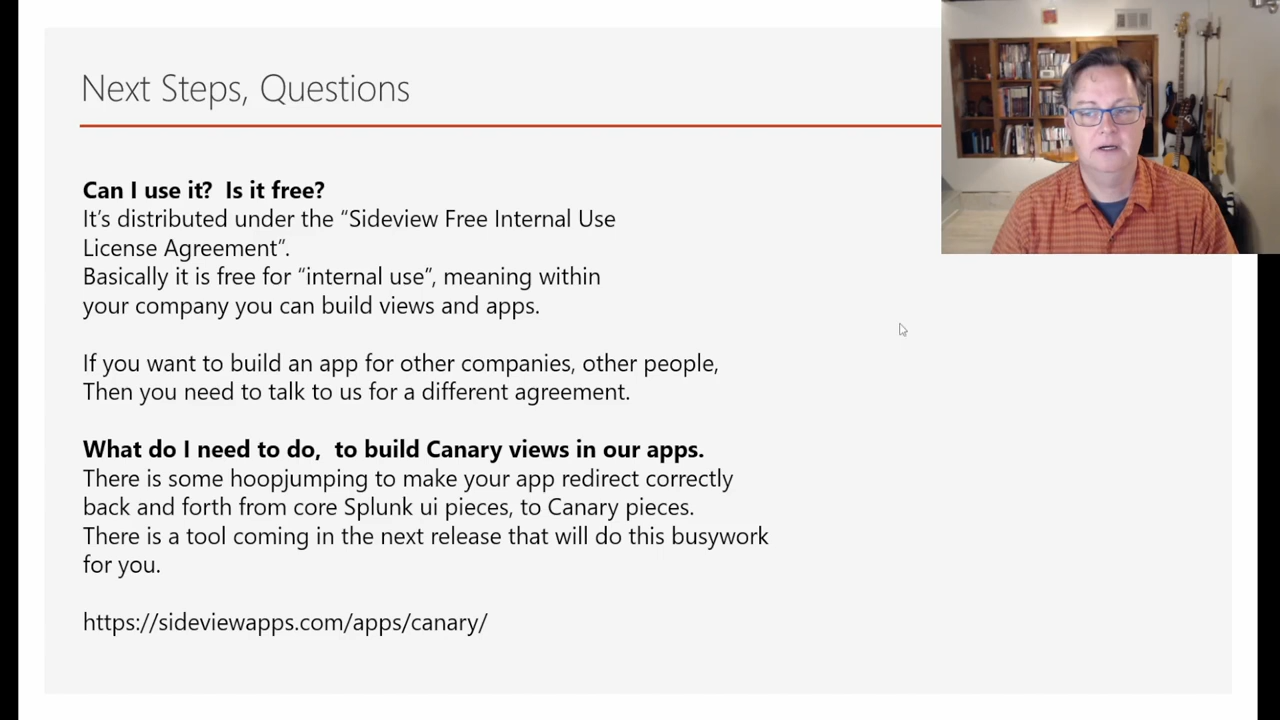 Next Steps, Questions
Can I use it?  Is it free?
It’s distributed under the “Sideview Free Internal Use
License Agreement”.
Basically it is free for “internal use”, meaning within
your company you can build views and apps.
If you want to build an app for other companies, other people,
Then you need to talk to us for a different agreement.
What do I need to do,  to build Canary views in our apps.
There is some hoopjumping to make your app redirect correctly
back and forth from core Splunk ui pieces, to Canary pieces.
There is a tool coming in the next release that will do this busywork
for you.
https://sideviewapps.com/apps/canary/